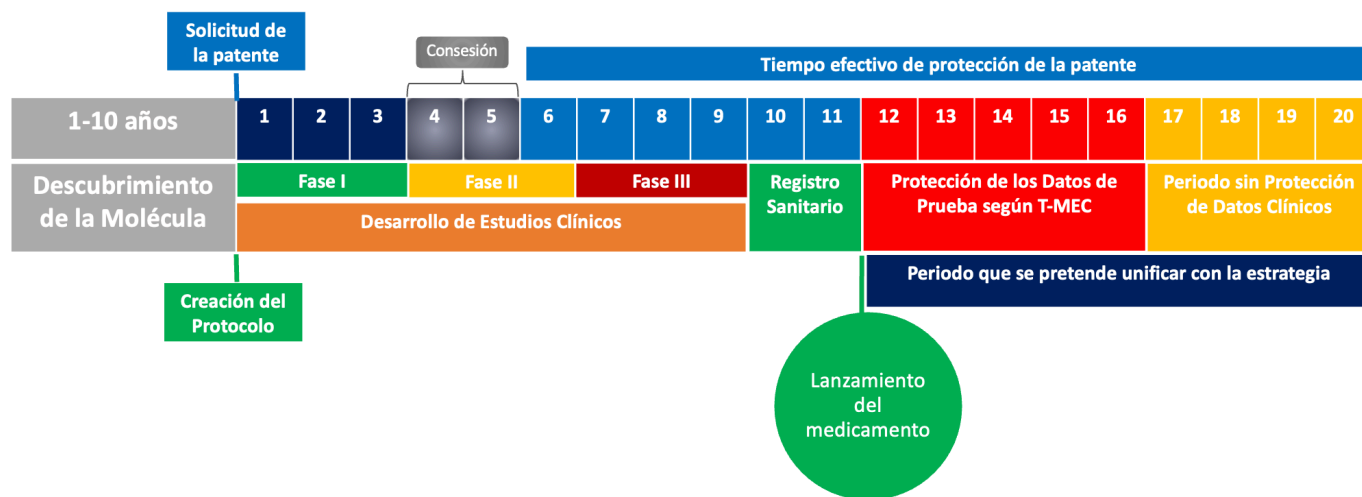 Solicitud de
la patente
Consesión
Tiempo efectivo de protección de la patente
1-10 años
1 2 3 4 5 6 7 8 9 10 11 12 13 14 15 16 17 18 19 20
Descubrimiento
de la Molécula
Fase I
Fase II
Fase III
Desarrollo de Estudios Clínicos
Registro
Sanitario
Protección de los Datos de
Prueba según T-MEC
Periodo sin Protección
de Datos Clínicos
Periodo que se pretende unificar con la estrategia
Creación del
Protocolo
Lanzamiento
del
medicamento